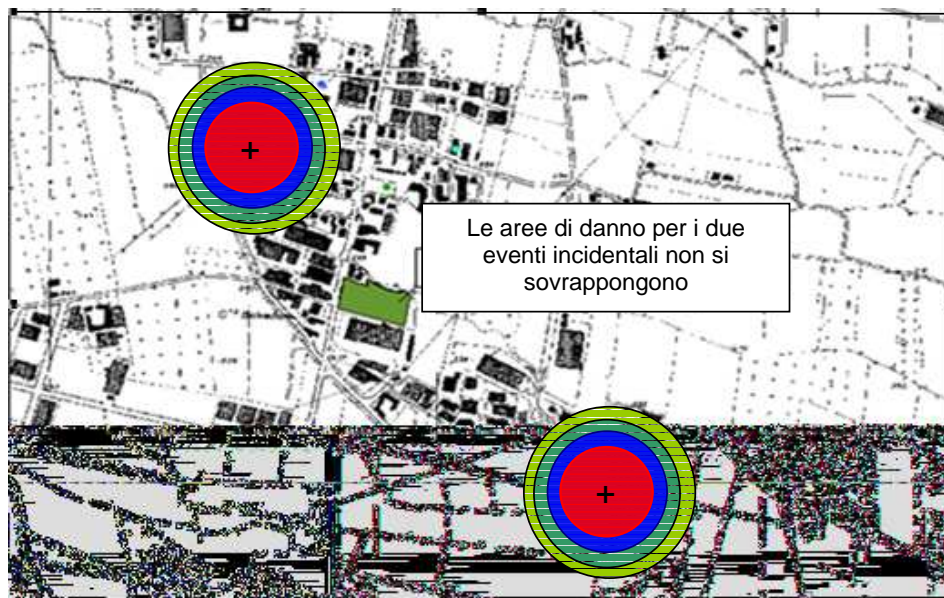 Le aree di danno per i due
eventi incidentali non si
sovrappongono